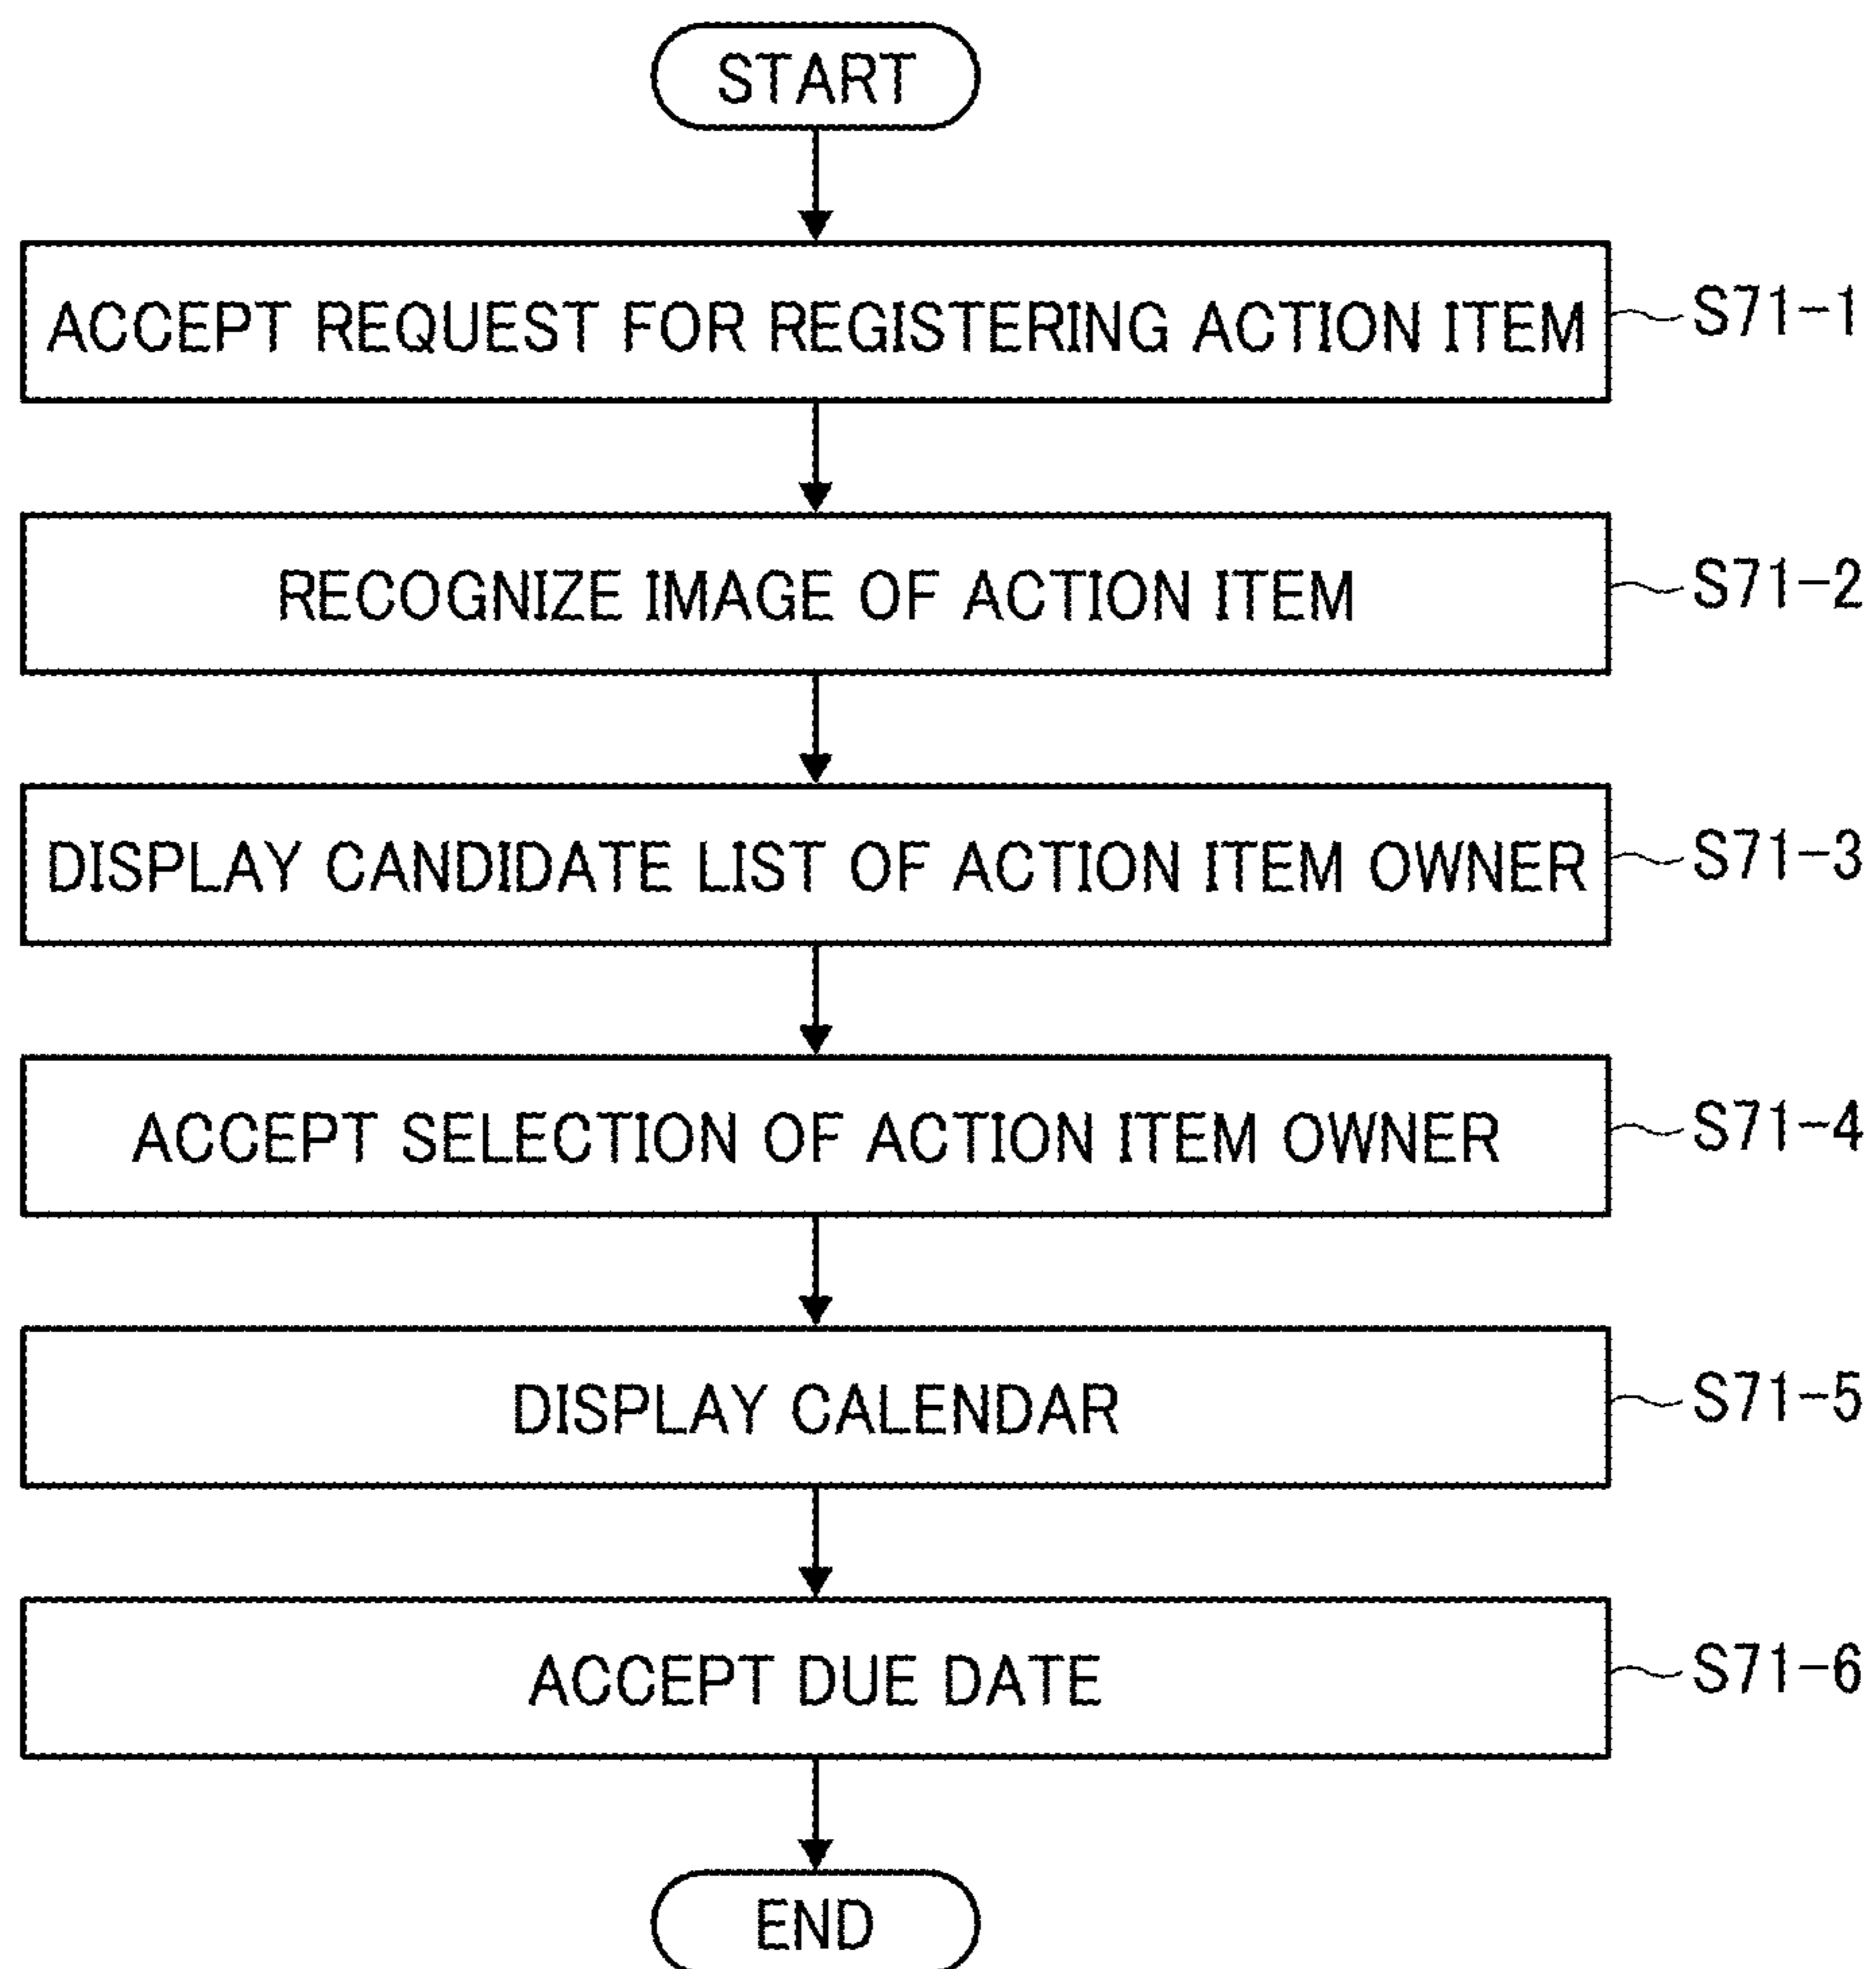 START
ACCEPT REQUEST FOR REGISTERING ACTION ITEM S71-1
RECOGNIZE IMAGE OF ACTION ITEM S71-2
DISPLAY CANDIDATE LIST OF ACTION ITEM OWNER S71-3
ACCEPT SELECTION OF ACTION ITEM OWNER S71-4
DISPLAY CALENDAR S71-5
ACCEPT DUE DATE S71-6
END